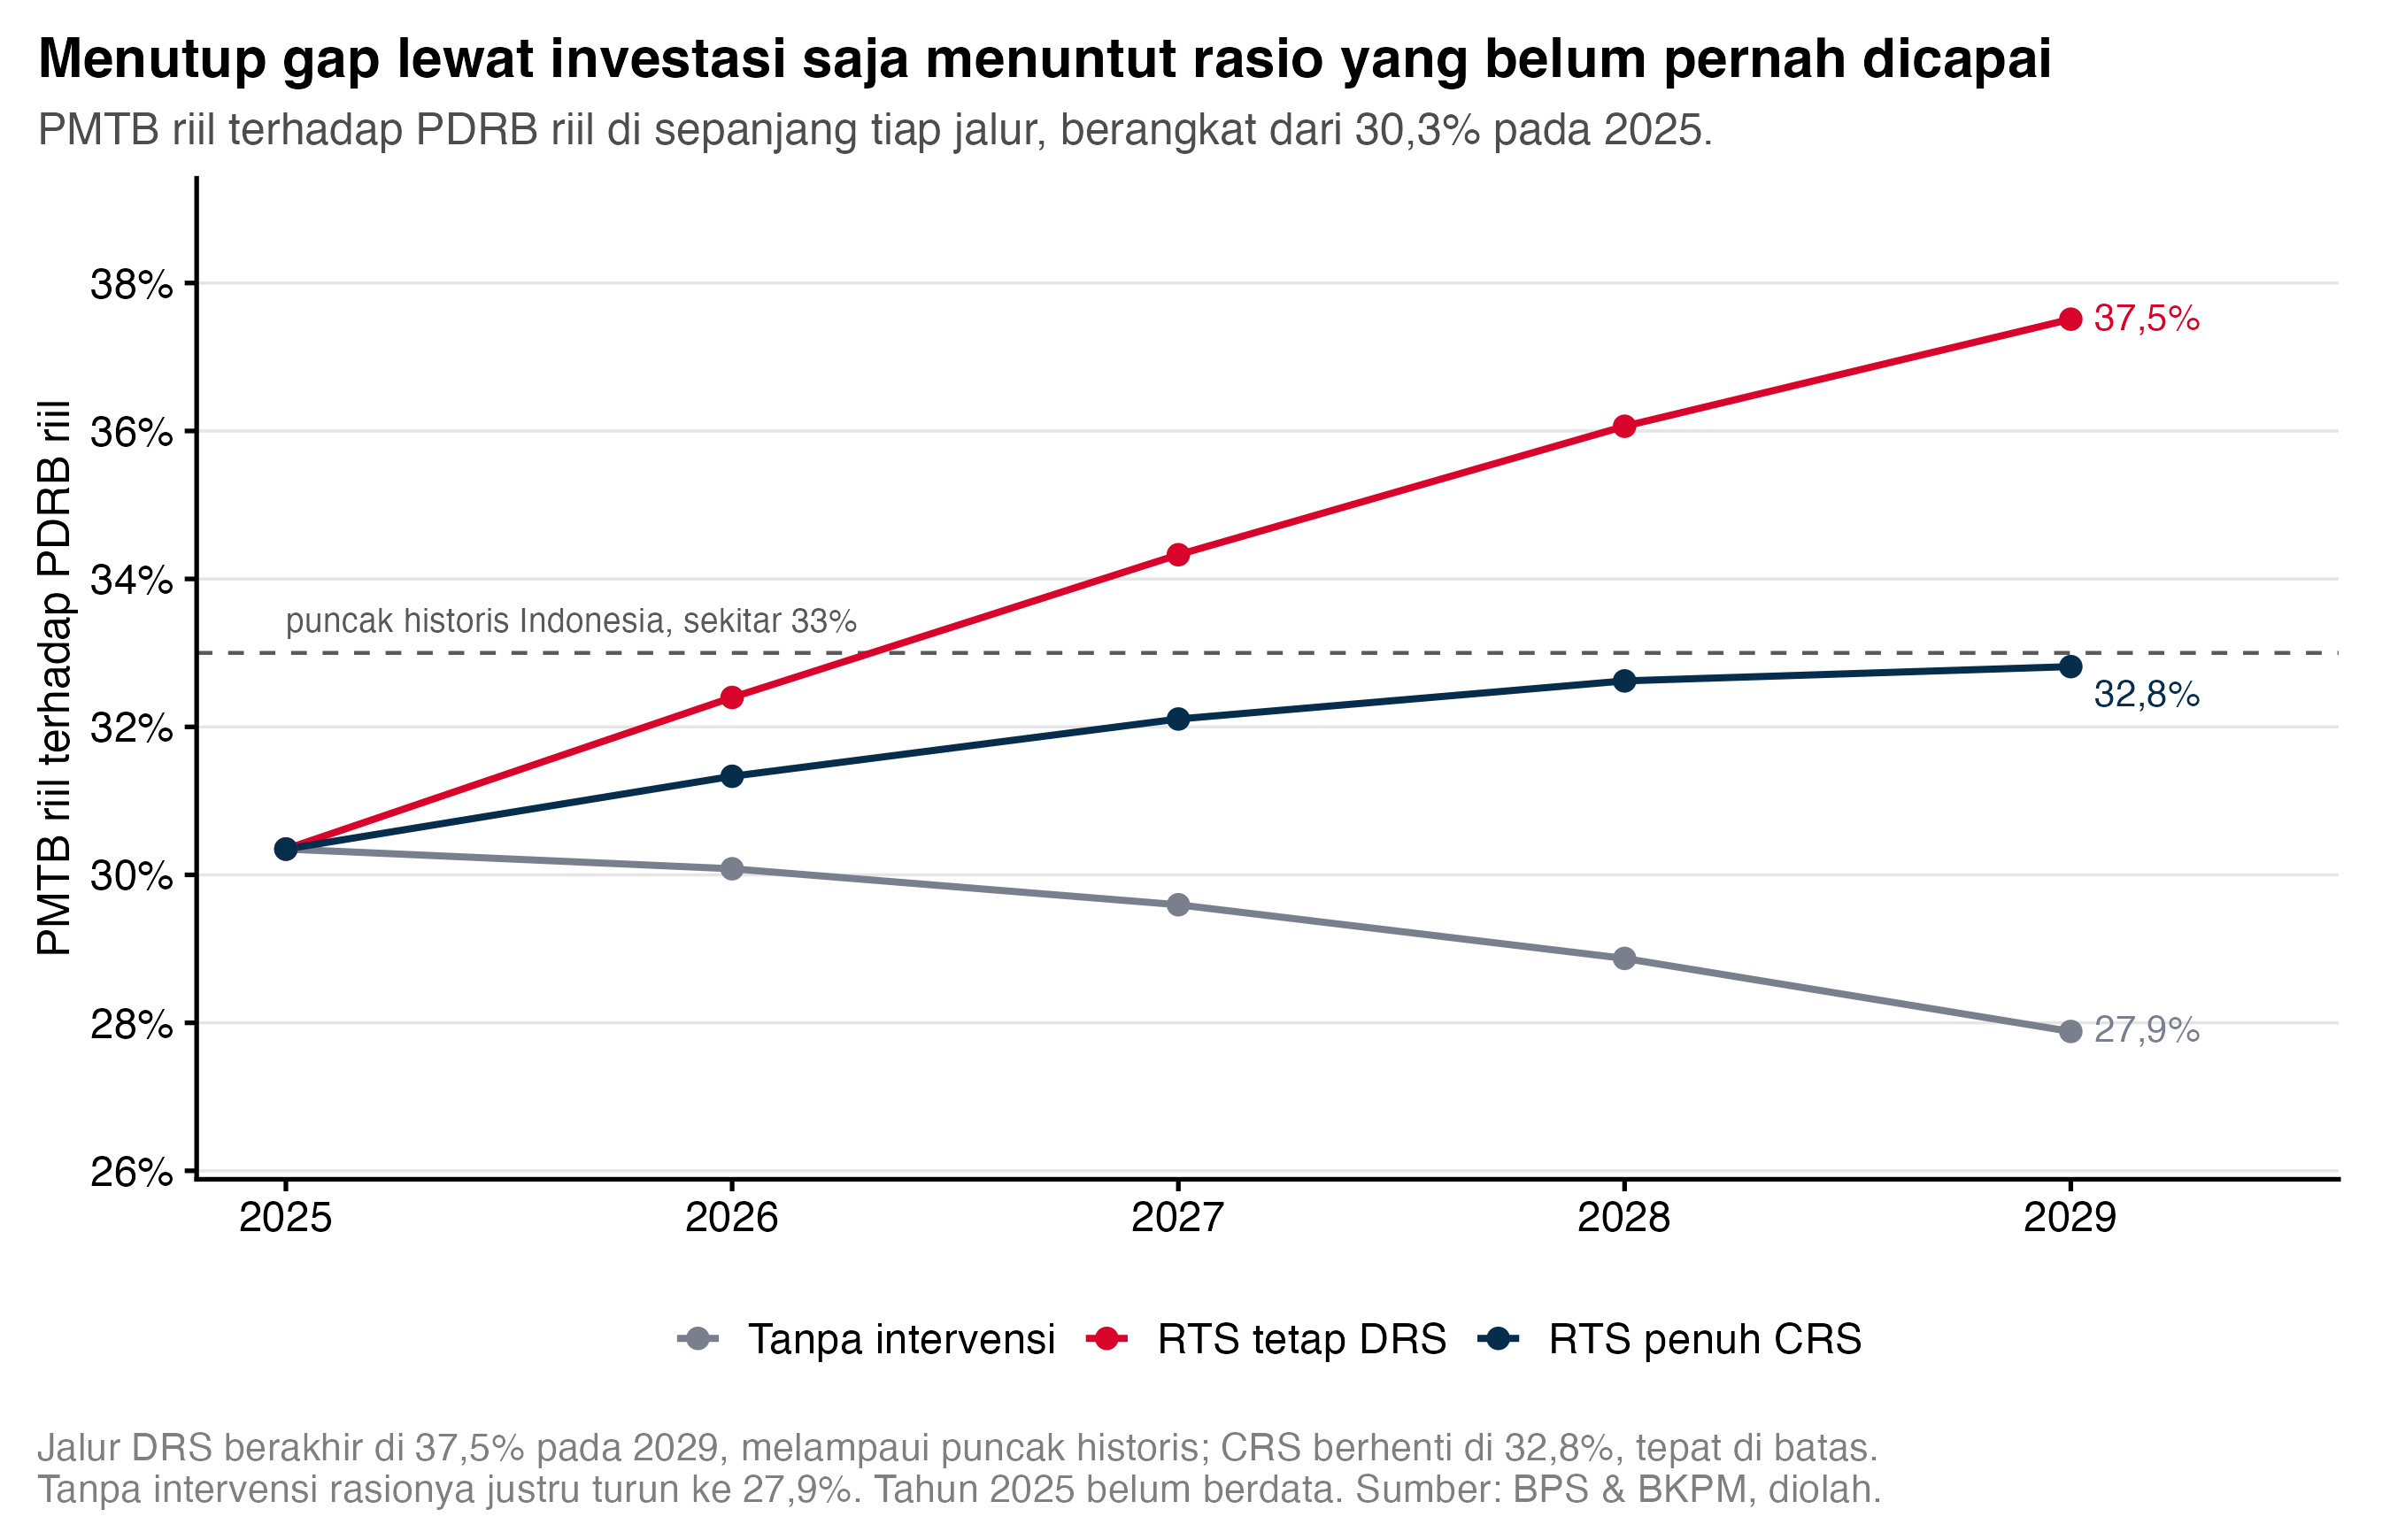 Menutup gap lewat investasi saja menuntut rasio yang belum pernah dicapai
PMTB riil terhadap PDRB riil di sepanjang tiap jalur, berangkat dari 30,3% pada 2025.
PMTB riil terhadap PDRB riil
38%
36%
34%
32%
30%
28%
26%
puncak historis Indonesia, sekitar 33%
37,5%
32,8%
27,9%
2025
2026
2027
2028
2029
Tanpa intervensi
RTS tetap DRS
RTS penuh CRS
Jalur DRS berakhir di 37,5% pada 2029, melampaui puncak historis; CRS berhenti di 32,8%, tepat di batas.
Tanpa intervensi rasionya justru turun ke 27,9%. Tahun 2025 belum berdata. Sumber: BPS & BKPM, diolah.